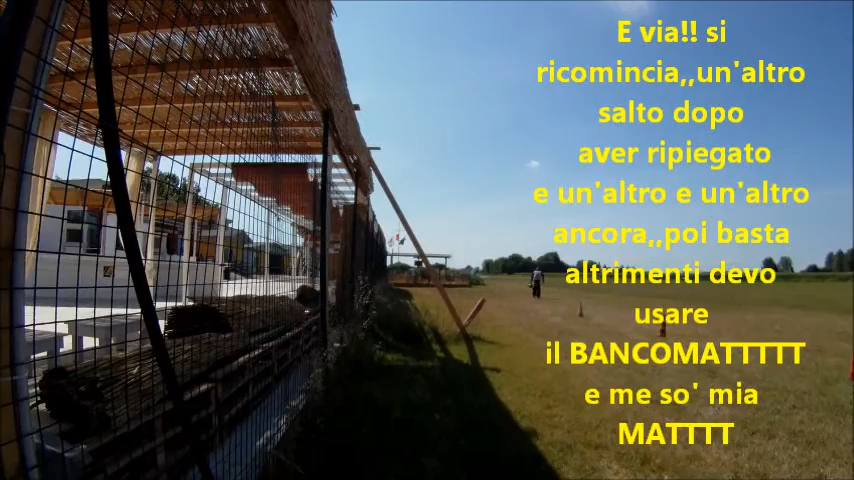 E via!! si
ricomincia,,un'altro
salto dopo
aver ripiegato
e un'altro e un'altro
ancora,,poi basta
altrimenti devo
usare
il BANCOMATTTTT
e me so' mia
MATTTT